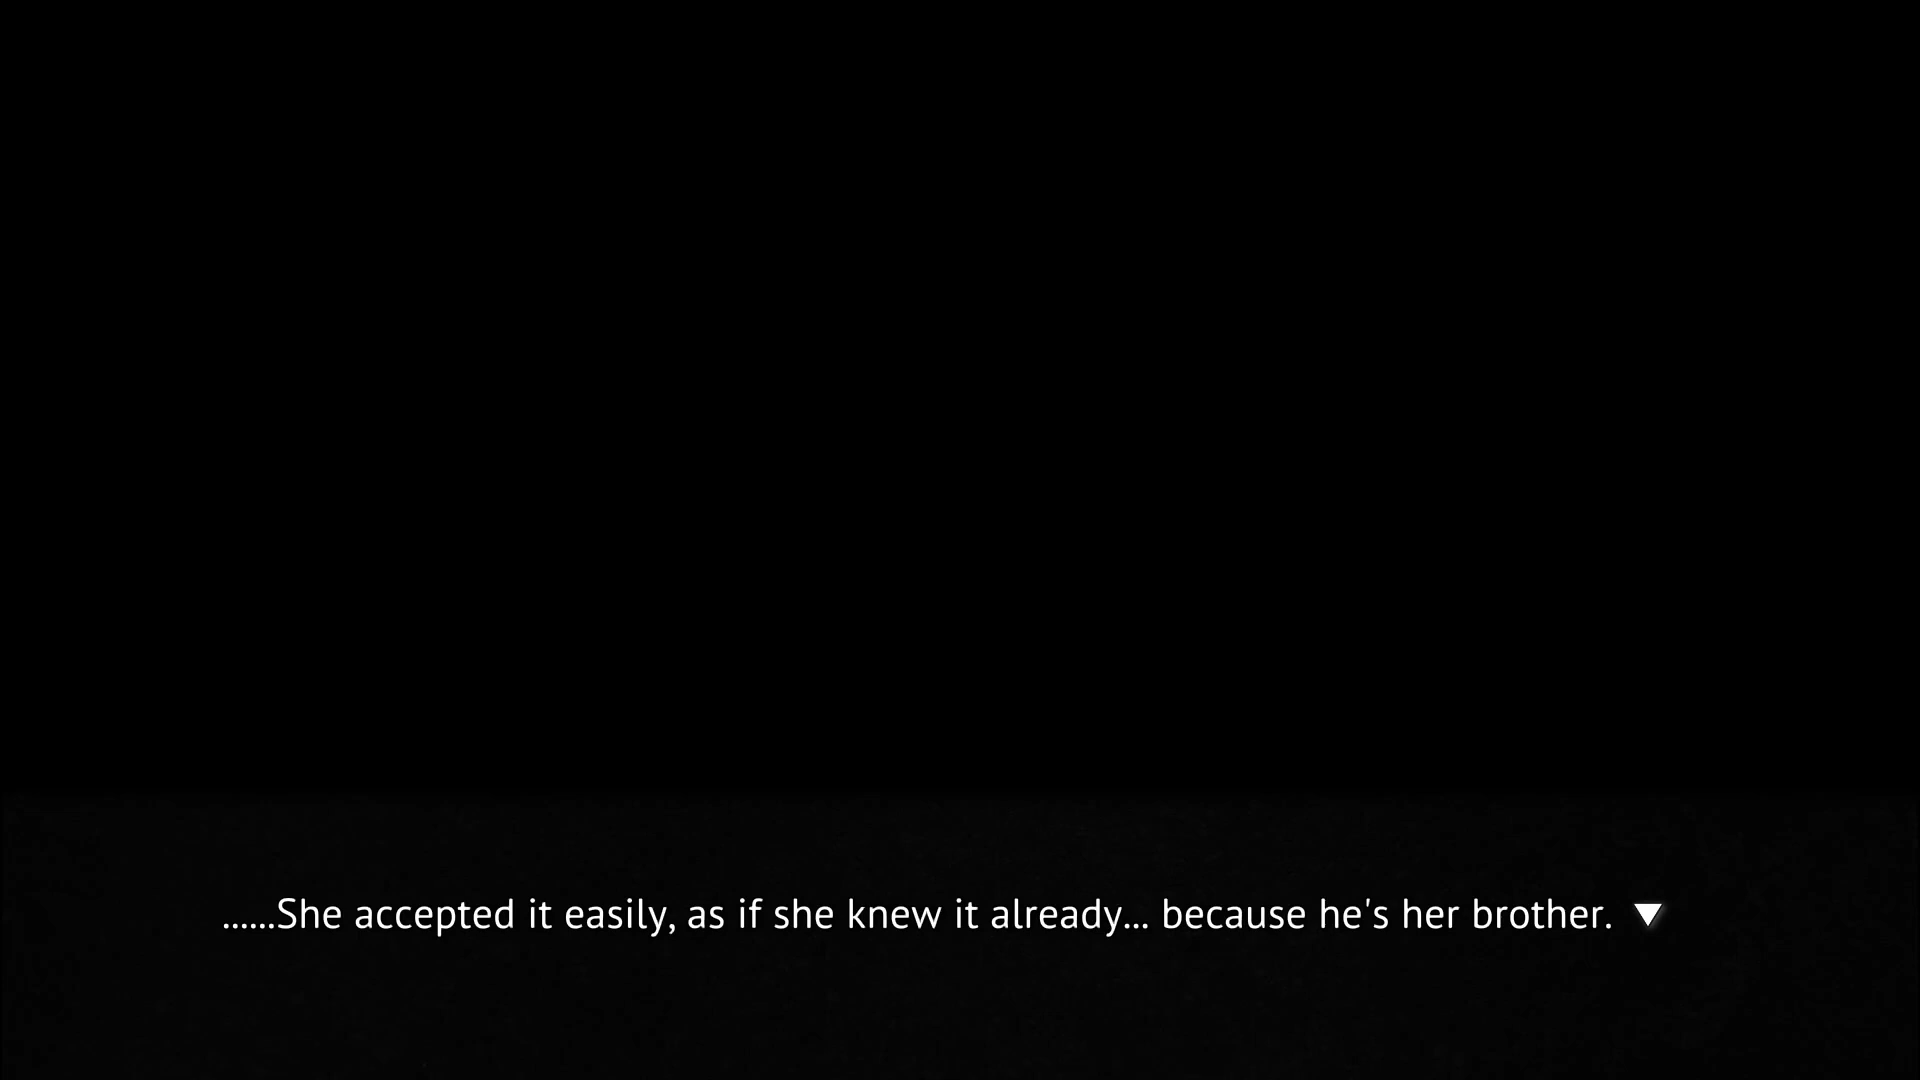 ......She accepted it easily, as if she knew it already... because he's her brother.